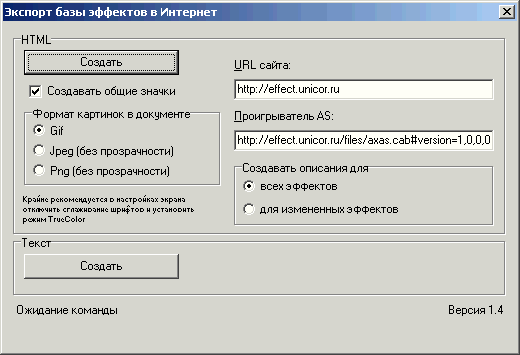 Экспорт базы эффектов в Интернет
HTML
Создать
Создавать общие значки
Формат картинок в документе
Gif
Jpeg (без прозрачности)
Png (без прозрачности)
Крайне рекомендуется в настройках экрана
отключить сглаживание шрифтов и установить
режим TrueColor
URL сайта:
http://effect.unicor.ru
Проигрыватель AS:
http://effect.unicor.ru/files/axas.cab#version=1,0,0,0
Создавать описания для
всех эффектов
для измененных эффектов
Текст
Создать
Ожидание команды
Версия 1.4